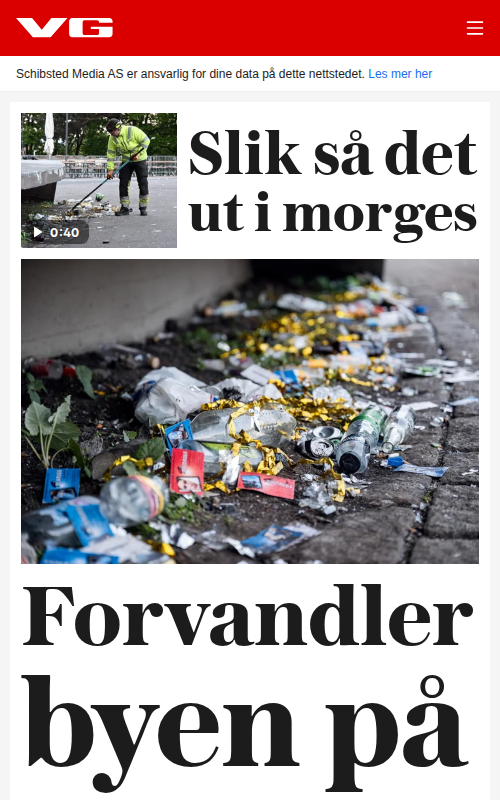 VG
Schibsted Media AS er ansvarlig for dine data på dette nettstedet. Les mer her
Slik så det
ut i morges
0:40
Forvandler
byen på